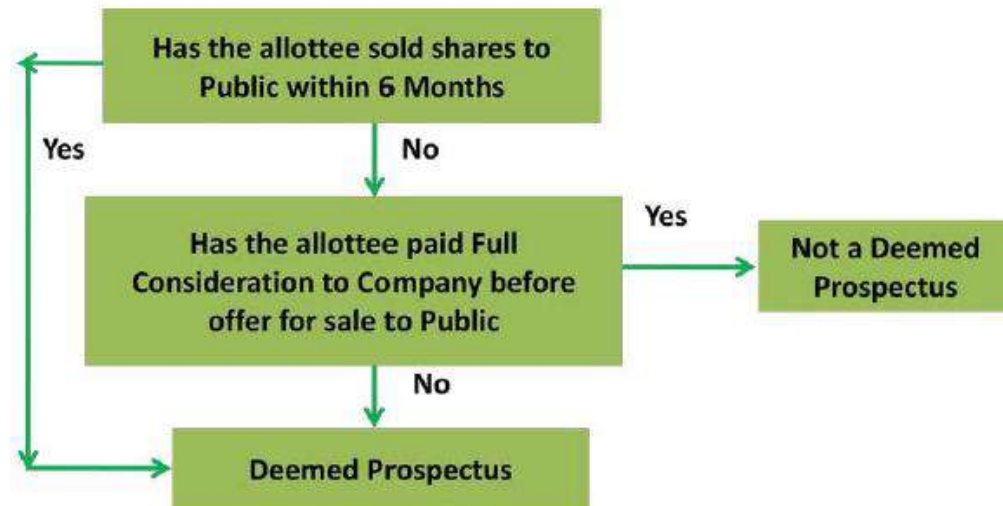 Has the allottee sold shares to
Public within 6 Months
Yes
No
Has the allottee paid Full
Consideration to Company before
offer for sale to Public
Yes
Not a Deemed
Prospectus
No
Deemed Prospectus